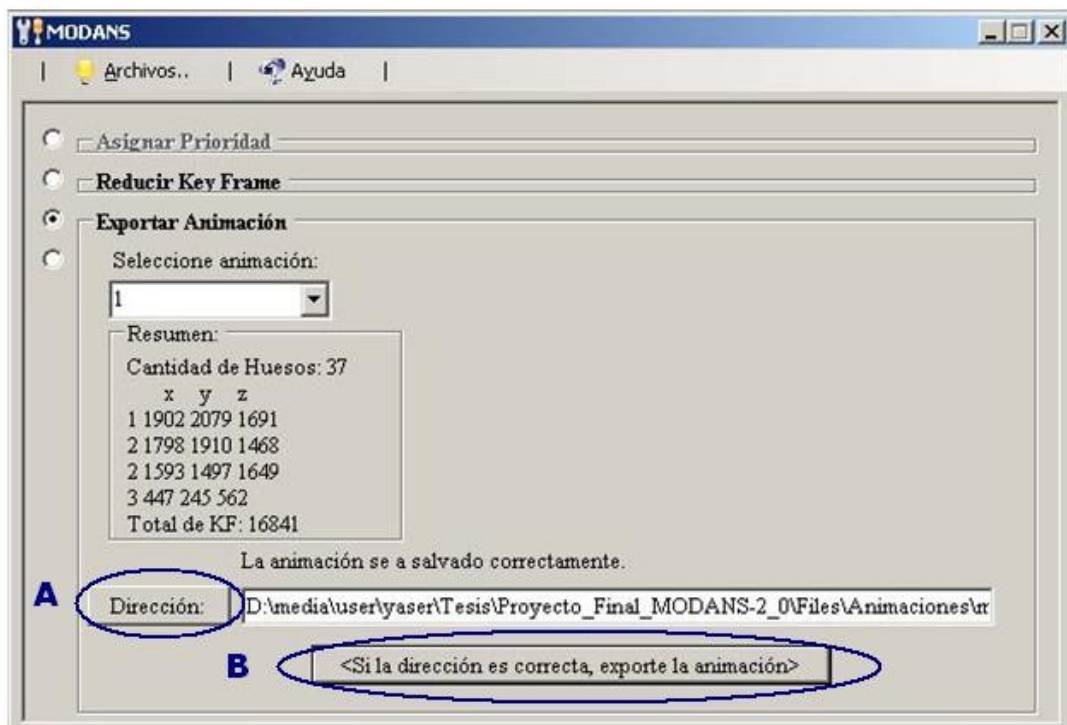 MODANS
| Archivos.. | Ayuda |
Asignar Prioridad
Reducir Key Frame
Exportar Animación
Seleccione animación:
1
Resumen:
Cantidad de Huesos: 37
x y z
1 1902 2079 1691
2 1798 1910 1468
2 1593 1497 1649
3 447 245 562
Total de KF: 16841
La animación se a salvado correctamente.
A Dirección: D:\media\user\yaser\Tesis\Proyecto_Final_MODANS-2_0\Files\Animaciones\
B <Si la dirección es correcta, exporte la animación>